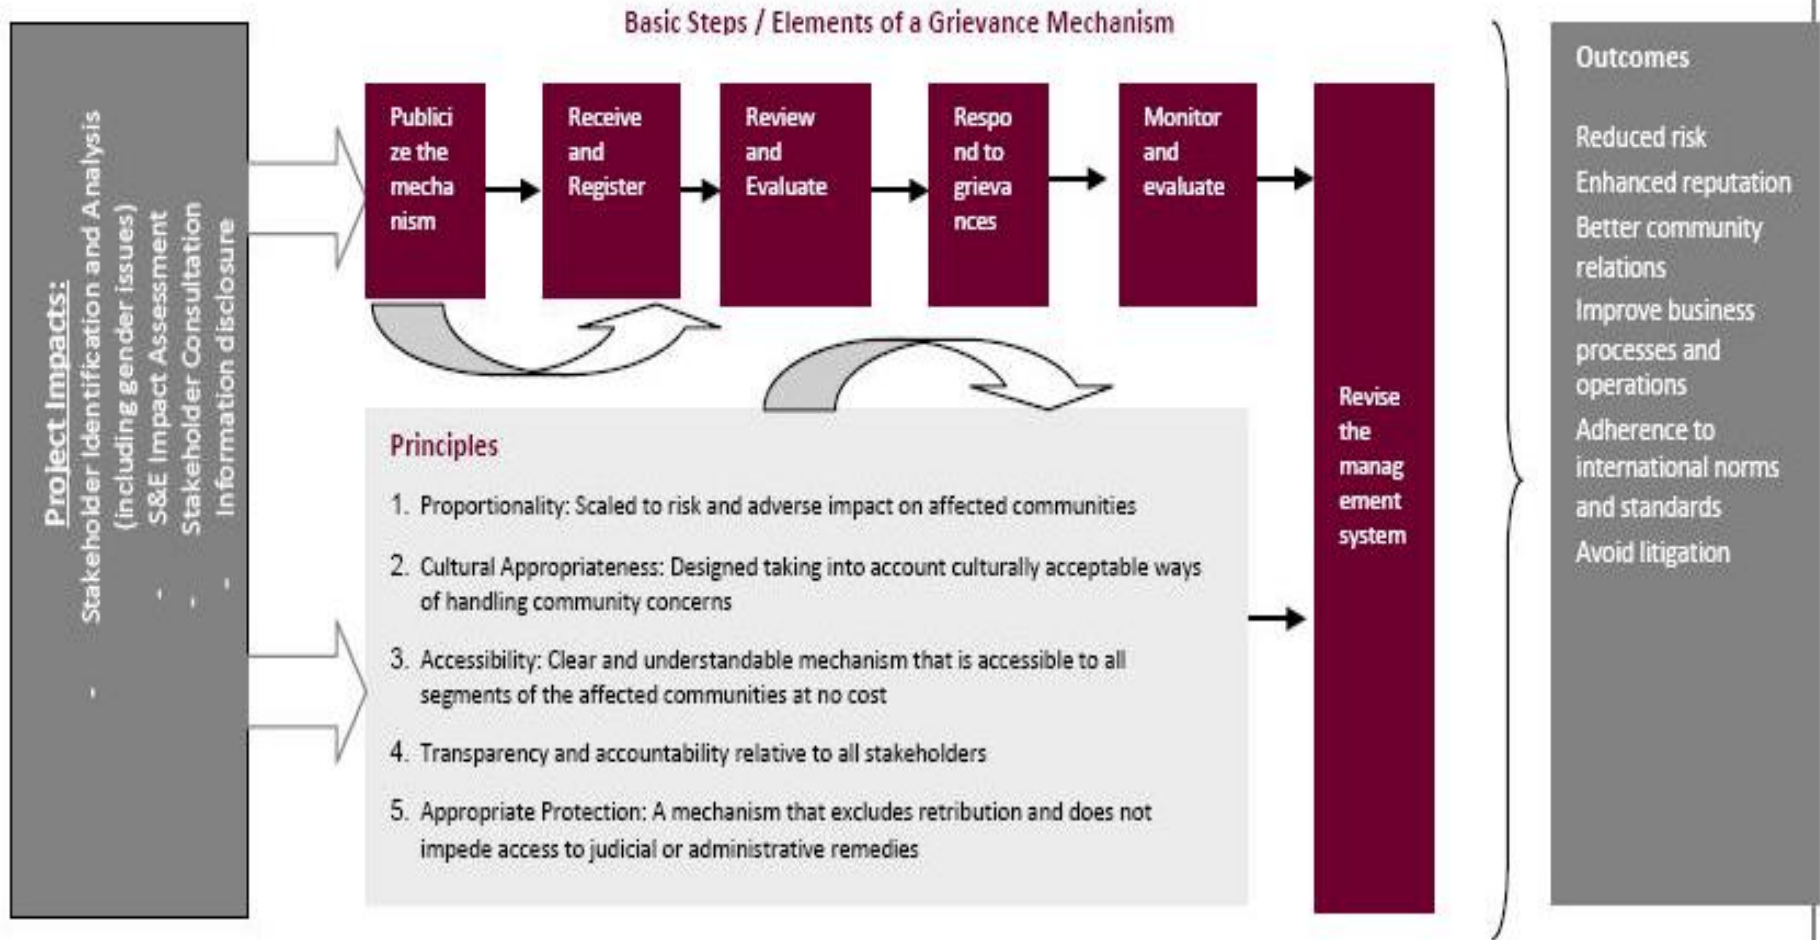 Basic Steps / Elements of a Grievance Mechanism
Project Impacts:
- Stakeholder Identification and Analysis
(including gender issues)
- S&E Impact Assessment
- Stakeholder Consultation
- Information disclosure
Publici
ze the
mecha
nism
Receive
and
Register
Review
and
Evaluate
Respo
nd to
grieva
nces
Monitor
and
evaluate
Revise
the
manag
ement
system
Principles
1. Proportionality: Scaled to risk and adverse impact on affected communities
2. Cultural Appropriateness: Designed taking into account culturally acceptable ways
of handling community concerns
3. Accessibility: Clear and understandable mechanism that is accessible to all
segments of the affected communities at no cost
4. Transparency and accountability relative to all stakeholders
5. Appropriate Protection: A mechanism that excludes retribution and does not
impede access to judicial or administrative remedies
Outcomes
Reduced risk
Enhanced reputation
Better community
relations
Improve business
processes and
operations
Adherence to
international norms
and standards
Avoid litigation